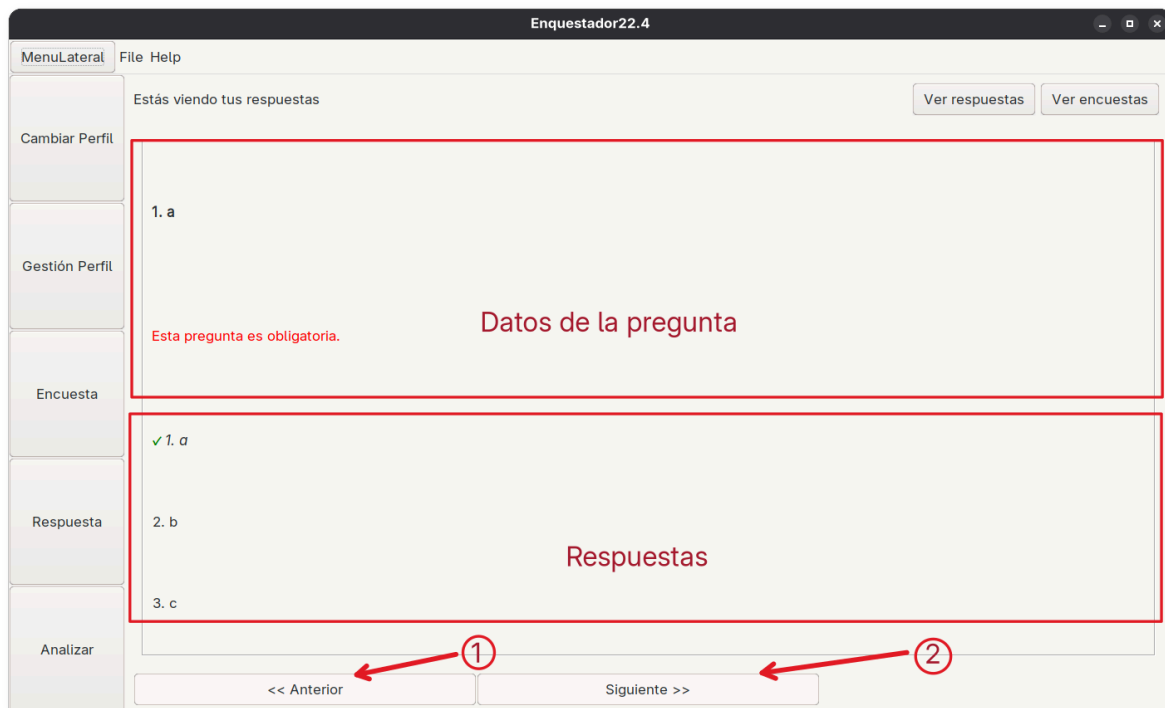 Enquestador22.4
MenuLateral File Help
Estás viendo tus respuestas
Ver respuestas
Ver encuestas
Cambiar Perfil
Gestión Perfil
Encuesta
Respuesta
Analizar
1. a
Datos de la pregunta
Esta pregunta es obligatoria.
✓ 1. a
2. b
Respuestas
3. c
1
2
<< Anterior
Siguiente >>